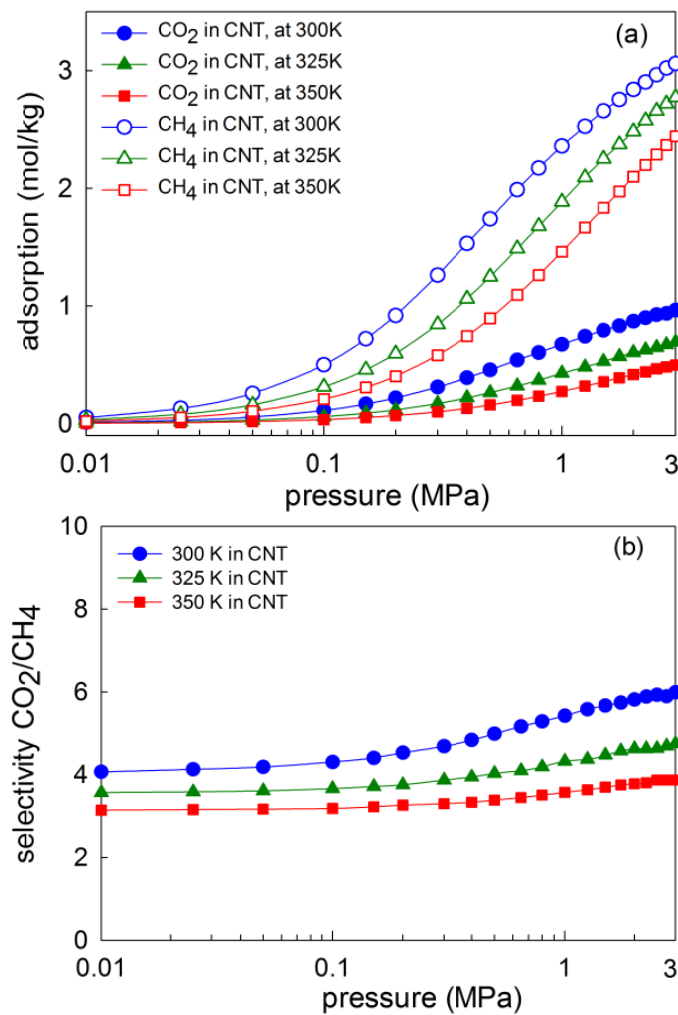 (a)
CO2 in CNT, at 300K
CO2 in CNT, at 325K
CO2 in CNT, at 350K
CH4 in CNT, at 300K
CH4 in CNT, at 325K
CH4 in CNT, at 350K
adsorption (mol/kg)
3
2
1
0
0.01 0.1 1 3
pressure (MPa)
(b)
300 K in CNT
325 K in CNT
350 K in CNT
selectivity CO2/CH4
10
8
6
4
2
0
0.01 0.1 1 3
pressure (MPa)